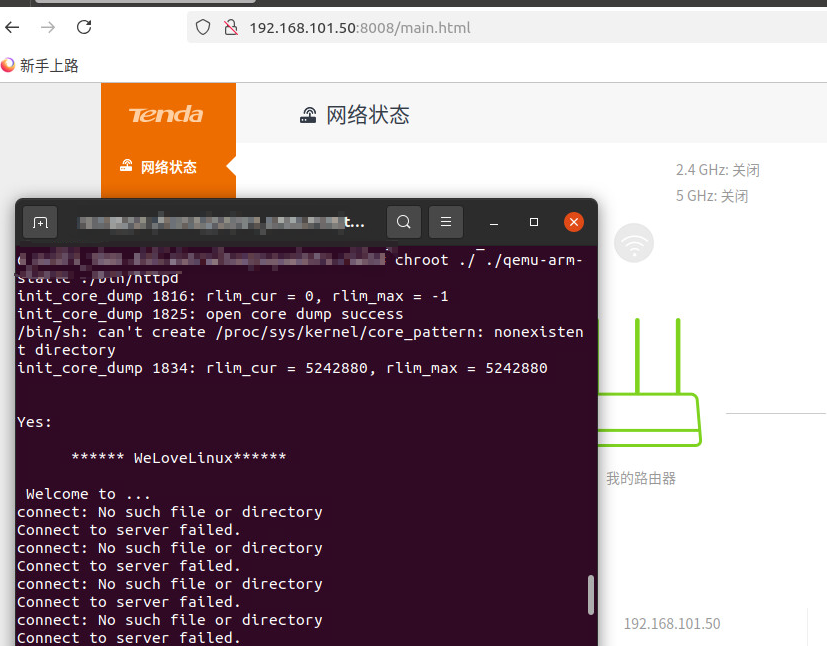 192.168.101.50:8008/main.html
新手上路
Tenda
网络状态
网络状态
2.4 GHz: 关闭
5 GHz: 关闭
t...
chroot ./ ./qemu-arm-
static ./bin/httpd
init_core_dump 1816: rlim_cur = 0, rlim_max = -1
init_core_dump 1825: open core dump success
/bin/sh: can't create /proc/sys/kernel/core_pattern: nonexisten
t directory
init_core_dump 1834: rlim_cur = 5242880, rlim_max = 5242880
Yes:
****** WeLoveLinux******
Welcome to ...
connect: No such file or directory
Connect to server failed.
connect: No such file or directory
Connect to server failed.
connect: No such file or directory
Connect to server failed.
connect: No such file or directory
Connect to server failed.
我的路由器
192.168.101.50